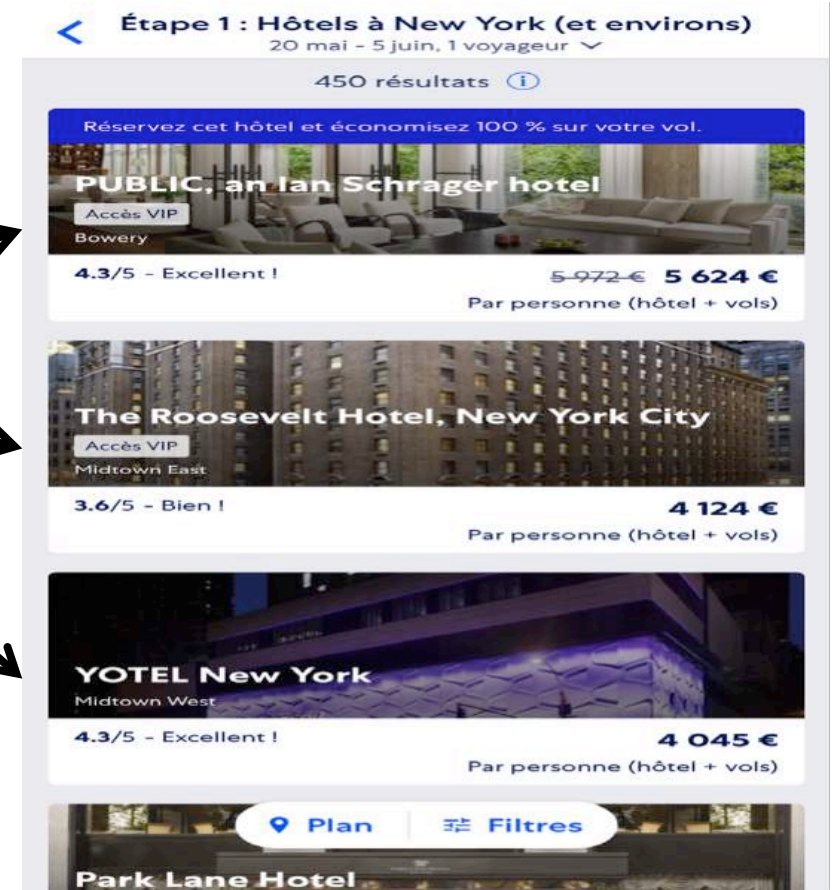 Étape 1 : Hôtels à New York (et environs)
20 mai - 5 juin, 1 voyageur
450 résultats
Réservez cet hôtel et économisez 100 % sur votre vol.
PUBLIC, an Ian Schrager hotel
Accès VIP
Bowery
4.3/5 - Excellent !
5 972 € 5 624 €
Par personne (hôtel + vols)
The Roosevelt Hotel, New York City
Accès VIP
Midtown East
3.6/5 - Bien !
4 124 €
Par personne (hôtel + vols)
YOTEL New York
Midtown West
4.3/5 - Excellent !
4 045 €
Par personne (hôtel + vols)
Plan Filtres
Park Lane Hotel